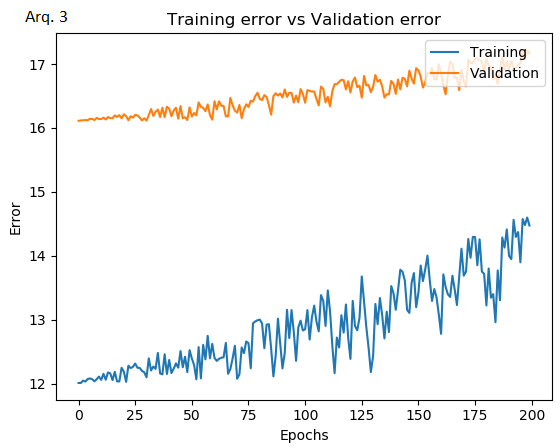 Arq. 3
Training error vs Validation error
Training
Validation
17
16
15
14
13
12
Error
0
25
50
75
100
125
150
175
200
Epochs